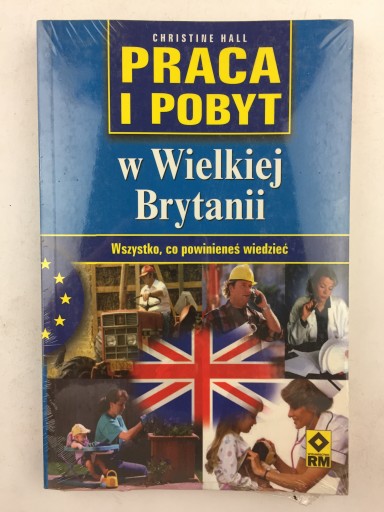 CHRISTINE HALL
PRACA
I POBYT
w Wielkiej
Brytanii
Wszystko, co powinieneś wiedzieć
RM